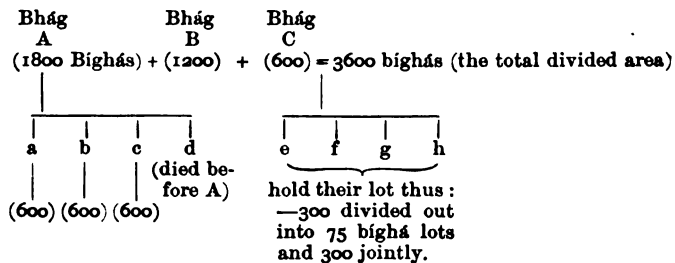 Bhág Bhág Bhág
A B C
(1800 Bíghás) + (1200) + (600) = 3600 bíghás (the total divided area)
a b c d e f g h
(died be-
fore A)
(600) (600) (600)
hold their lot thus :
—300 divided out
into 75 bíghá lots
and 300 jointly.